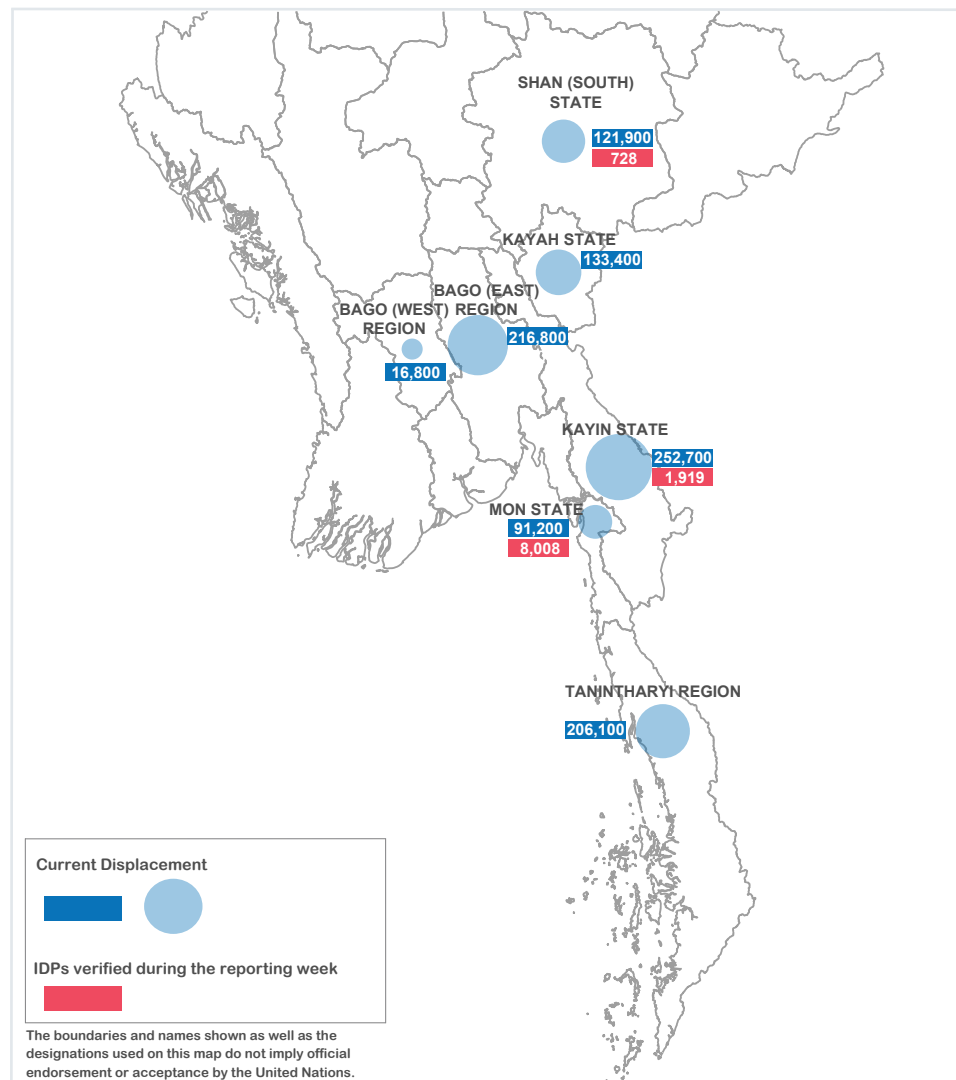 SHAN (SOUTH)
STATE
121,900
728
KAYAH STATE
133,400
BAGO (EAST)
REGION
216,800
BAGO (WEST)
REGION
16,800
KAYIN STATE
252,700
1,919
MON STATE
91,200
8,008
TANINTHARYI REGION
206,100
Current Displacement
IDPs verified during the reporting week
The boundaries and names shown as well as the
designations used on this map do not imply official
endorsement or acceptance by the United Nations.